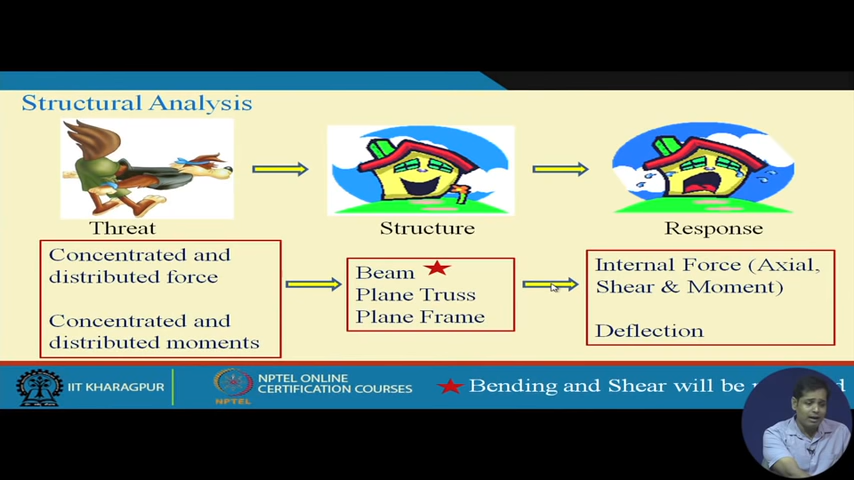 Structural Analysis
Threat
Structure
Response
Concentrated and
distributed force
Concentrated and
distributed moments
Beam
Plane Truss
Plane Frame
Internal Force (Axial,
Shear & Moment)
Deflection
IIT KHARAGPUR
NPTEL
NPTEL ONLINE
CERTIFICATION COURSES
Bending and Shear will be